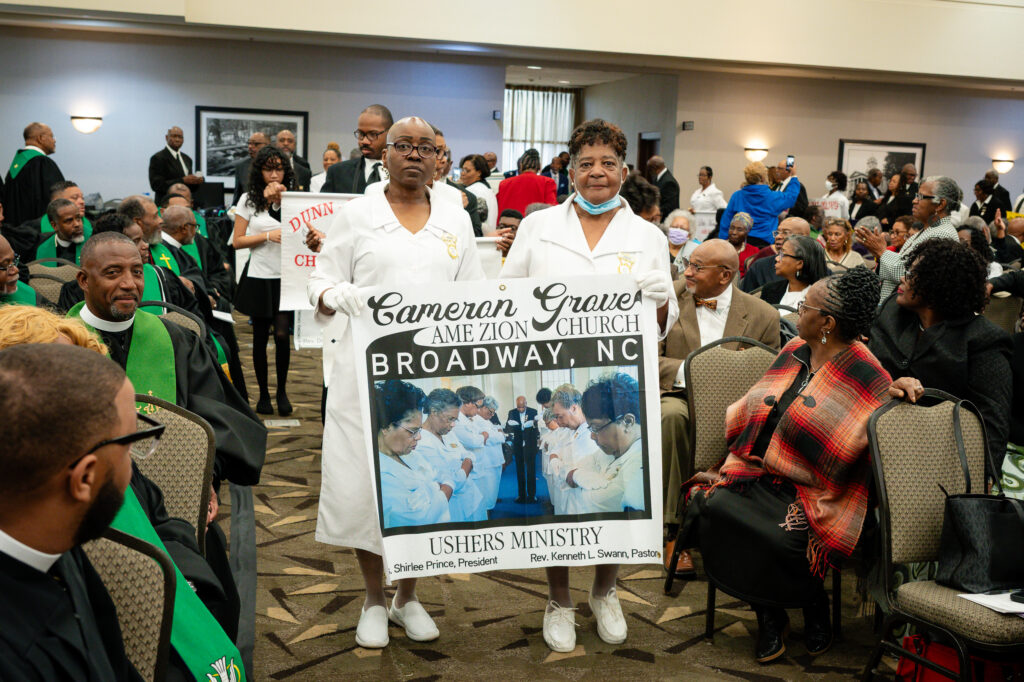 DUNN
CH
Cameron Grove
AME ZION CHURCH
BROADWAY, NC
USHERS MINISTRY
Shirlee Prince, President Rev. Kenneth L. Swann, Pastor